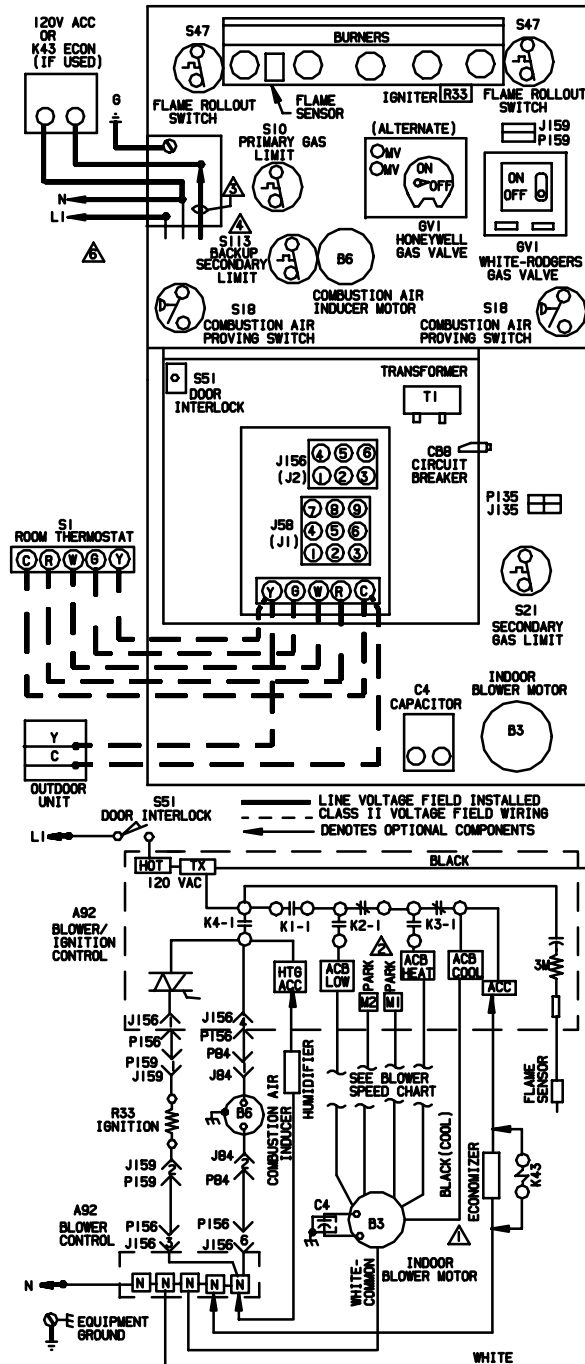 120V ACC
OR
K43 ECON
(IF USED)
G
N
L1
6
3
4
S47
BURNERS
S47
FLAME ROLLOUT
SWITCH
FLAME
SENSOR
IGNITER R33
FLAME ROLLOUT
SWITCH
S10
PRIMARY GAS
LIMIT
(ALTERNATE)
MV
MV
ON
OFF
GV1
HONEYWELL
GAS VALVE
J159
P159
ON
OFF
GV1
WHITE-RODGERS
GAS VALVE
S113
BACKUP
SECONDARY
LIMIT
B6
COMBUSTION AIR
INDUCER MOTOR
S18
COMBUSTION AIR
PROVING SWITCH
S18
COMBUSTION AIR
PROVING SWITCH
S51
DOOR
INTERLOCK
TRANSFORMER
T1
CB8
CIRCUIT
BREAKER
J156
(J2)
4 5 6
1 2 3
J58
(J1)
7 8 9
4 5 6
1 2 3
Y G W R C
P135
J135
S21
SECONDARY
GAS LIMIT
S1
ROOM THERMOSTAT
C R W G Y
C4
CAPACITOR
INDOOR
BLOWER MOTOR
B3
Y
C
OUTDOOR
UNIT
LINE VOLTAGE FIELD INSTALLED
CLASS II VOLTAGE FIELD WIRING
DENOTES OPTIONAL COMPONENTS
S51
DOOR INTERLOCK
L1
HOT
TX
120 VAC
BLACK
A92
BLOWER/
IGNITION
CONTROL
K4-1
K1-1
K2-1
K3-1
2
HTG
ACC
ACB
LOW
PARK
M2
PARK
M1
ACB
HEAT
ACB
COOL
ACC
3M
J156
1
P156
J156
4
P156
P159
J159
1
P84
J84
R33
IGNITION
B6
COMBUSTION AIR
INDUCER
HUMIDIFIER
SEE BLOWER
SPEED CHART
BLACK(COOL)
ECONOMIZER
K43
FLAME
SENSOR
J159
2
P159
J84
2
P84
C4
B3
1
INDOOR
BLOWER MOTOR
WHITE-
COMMON
A92
BLOWER
CONTROL
P156
J156
3
P156
J156
6
N
N N N N N
EQUIPMENT
GROUND
WHITE